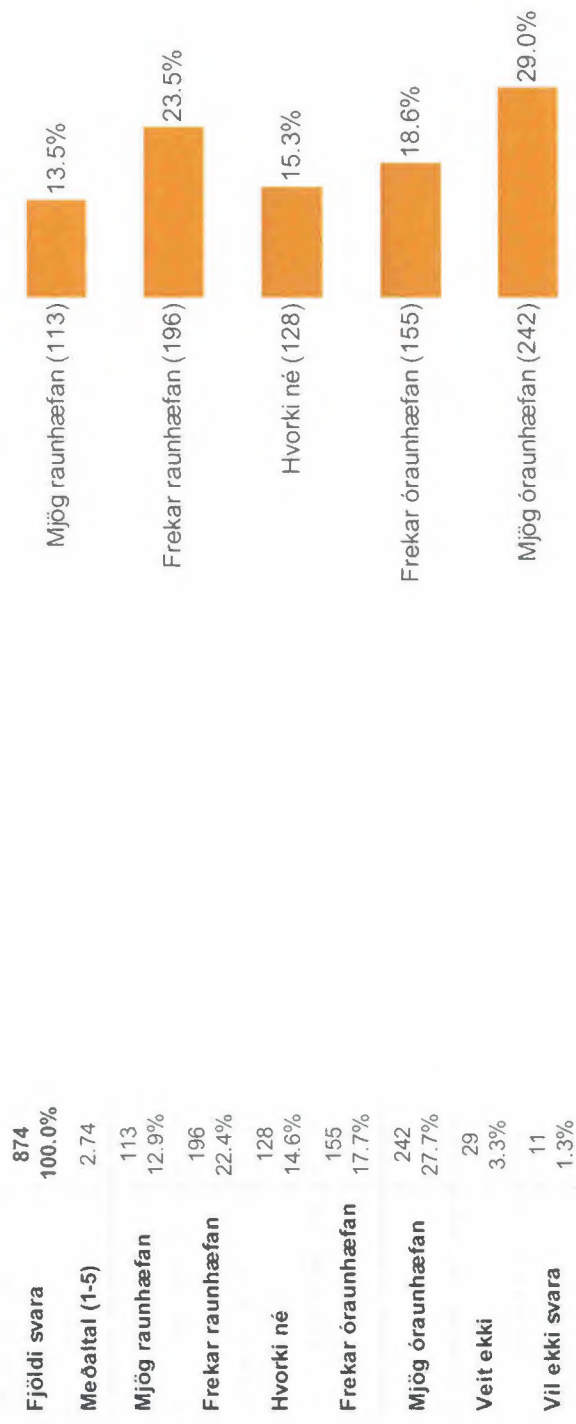 Fjöldi svara 874
100.0%
Meðaltal (1-5) 2.74
Mjög raunhæfan 113
12.9%
Frekar raunhæfan 196
22.4%
Hvorki né 128
14.6%
Frekar óraunhæfan 155
17.7%
Mjög óraunhæfan 242
27.7%
Veit ekki 29
3.3%
Vil ekki svara 11
1.3%
Mjög raunhæfan (113) 13.5%
Frekar raunhæfan (196) 23.5%
Hvorki né (128) 15.3%
Frekar óraunhæfan (155) 18.6%
Mjög óraunhæfan (242) 29.0%